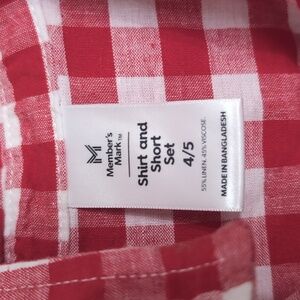 Member's
Mark™
Shirt and
Short
Set
4/5
55% LINEN, 45% VISCOSE.
MADE IN BANGLADESH